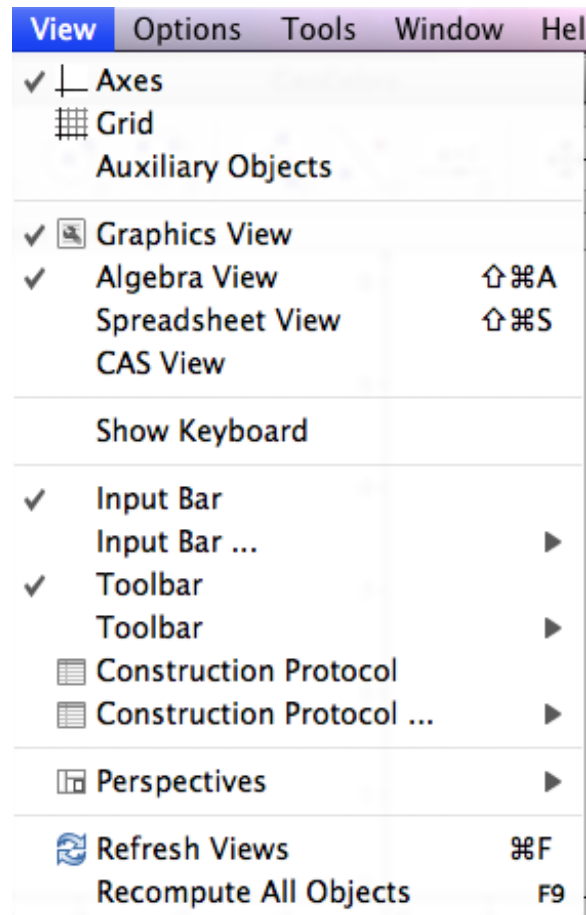 View Options Tools Window Hel
✓ Axes
Grid
Auxiliary Objects
✓ Graphics View
✓ Algebra View ⇧⌘A
Spreadsheet View ⇧⌘S
CAS View
Show Keyboard
✓ Input Bar
Input Bar ... ▶
✓ Toolbar
Toolbar ▶
Construction Protocol
Construction Protocol ... ▶
Perspectives ▶
Refresh Views ⌘F
Recompute All Objects F9